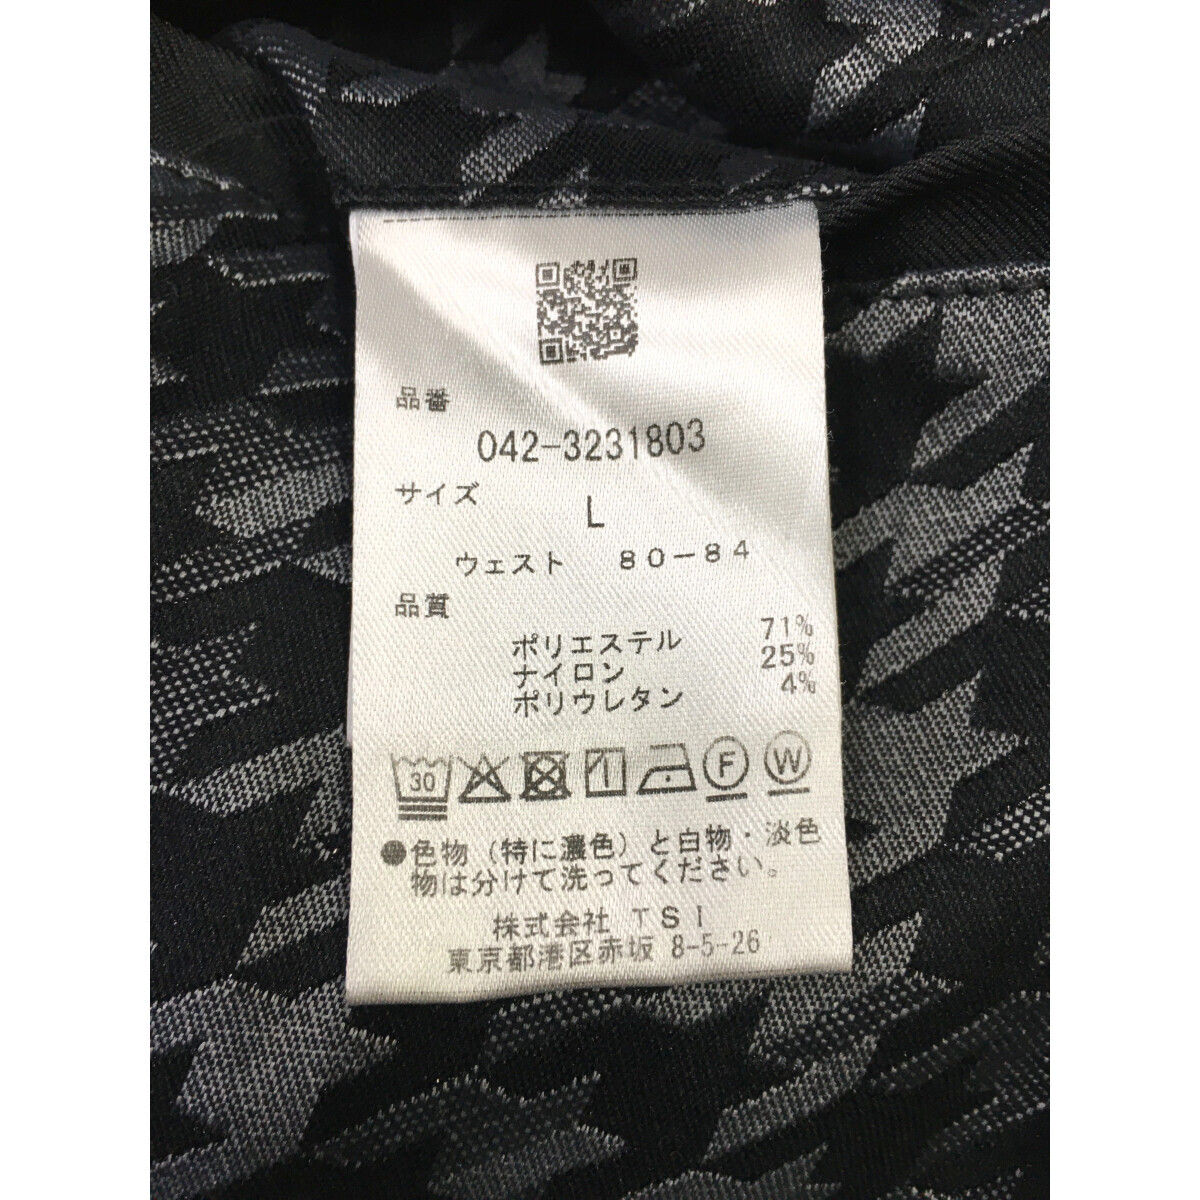 品番
042-3231803
サイズ
L
ウェスト 80-84
品質
ポリエステル 71%
ナイロン 25%
ポリウレタン 4%
30 F W
●色物（特に濃色）と白物・淡色
物は分けて洗ってください。
株式会社 TSI
東京都港区赤坂 8-5-26